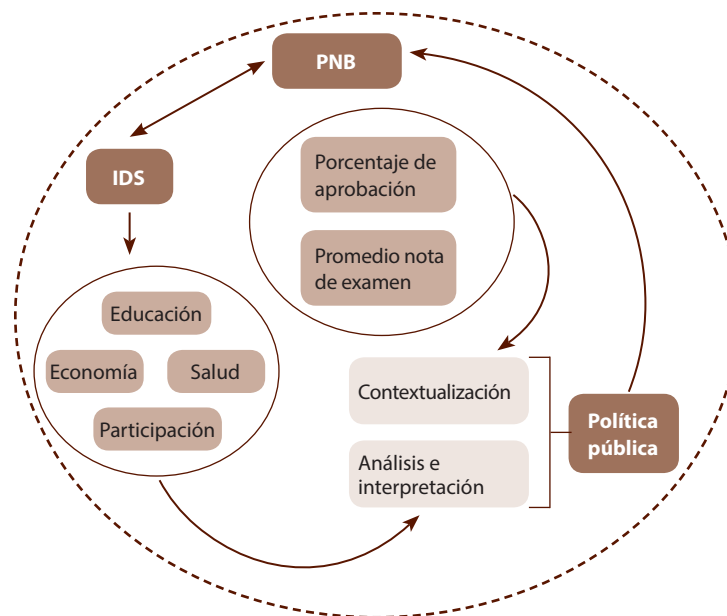 PNB
IDS
Porcentaje de
aprobación
Promedio nota
de examen
Educación
Economía
Salud
Participación
Contextualización
Análisis e
interpretación
Política
pública